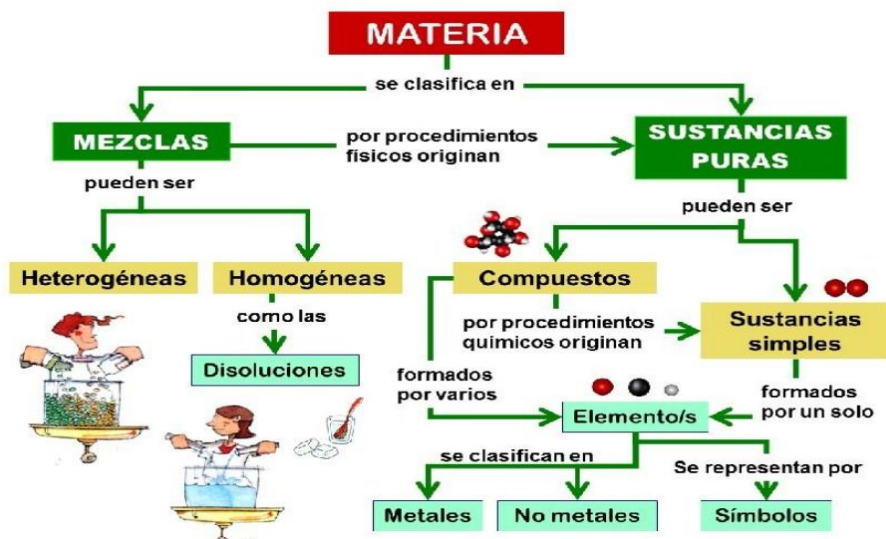 MATERIA
se clasifica en
MEZCLAS
por procedimientos
físicos originan
SUSTANCIAS
PURAS
pueden ser
pueden ser
Heterogéneas
Homogéneas
Compuestos
como las
por procedimientos
químicos originan
Sustancias
simples
Disoluciones
formados
por varios
formados
por un solo
Elemento/s
se clasifican en
Se representan por
Metales
No metales
Símbolos